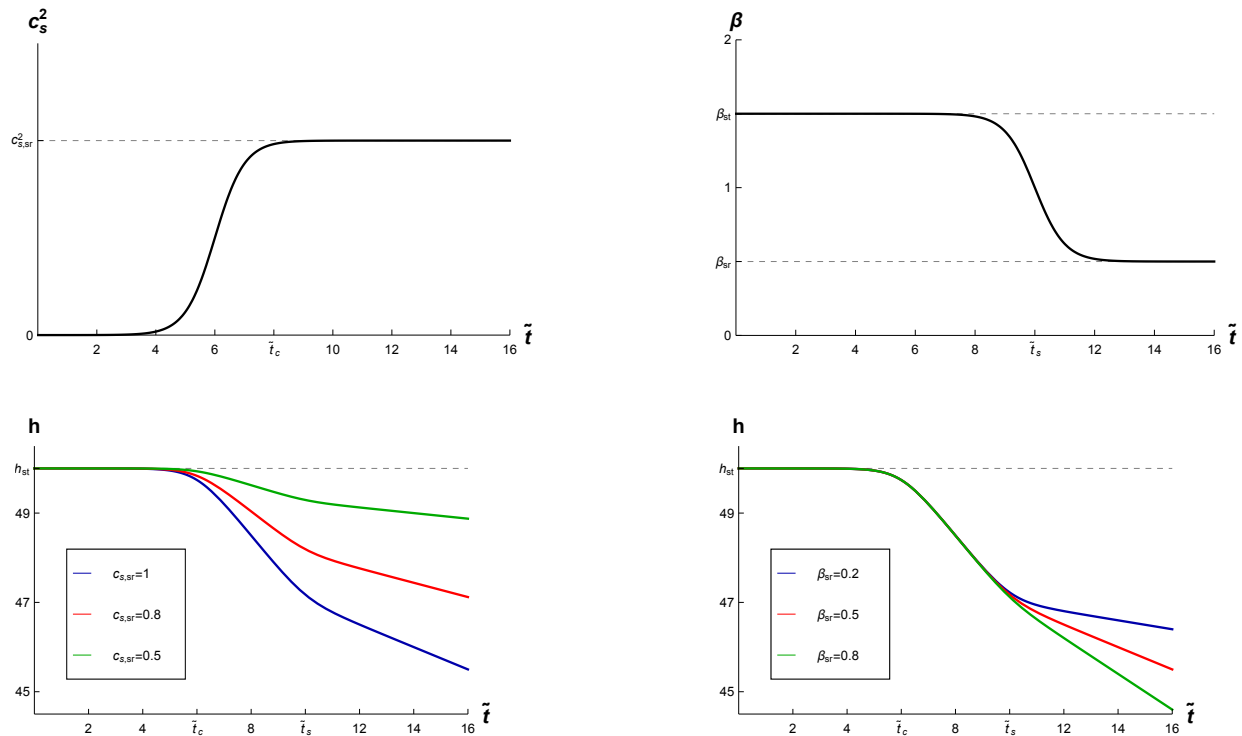 c_s^2
c_{s,sr}^2
0
2 4 6 t̃_c 10 12 14 16
t̃
β
2
β_st
1
β_sr
0
2 4 6 8 t̃_s 12 14 16
t̃
h
h_st
49
47
45
c_{s,sr}=1
c_{s,sr}=0.8
c_{s,sr}=0.5
2 4 t̃_c 8 t̃_s 12 14 16
t̃
h
h_st
49
47
45
β_sr=0.2
β_sr=0.5
β_sr=0.8
2 4 t̃_c 8 t̃_s 12 14 16
t̃